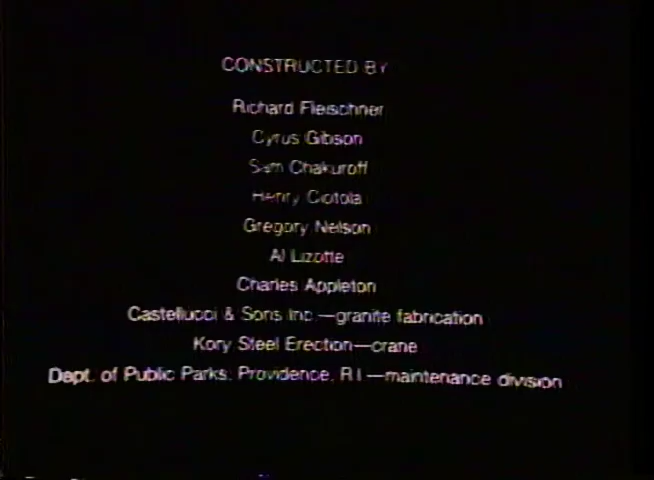 CONSTRUCTED BY
Richard Fleischner
Cyrus Gibson
Sam Chakuroff
Henry Ciotola
Gregory Nelson
Al Lizotte
Charles Appleton
Castellucci & Sons Inc.—granite fabrication
Kory Steel Erection—crane
Dept. of Public Parks, Providence, R.I.—maintenance division